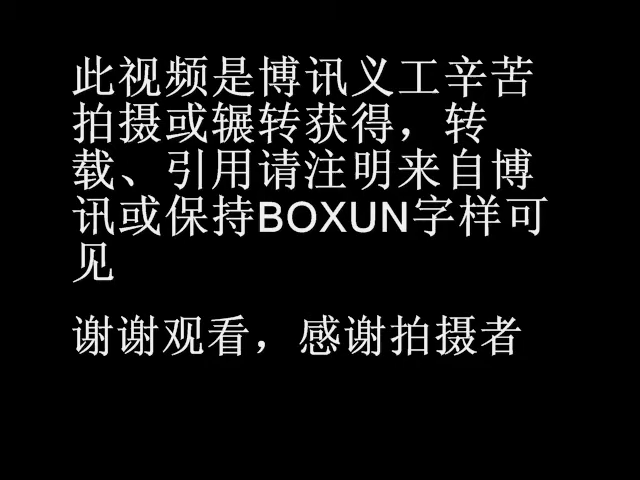 此视频是博讯义工辛苦
拍摄或辗转获得，转
载、引用请注明来自博
讯或保持BOXUN字样可
见
谢谢观看，感谢拍摄者